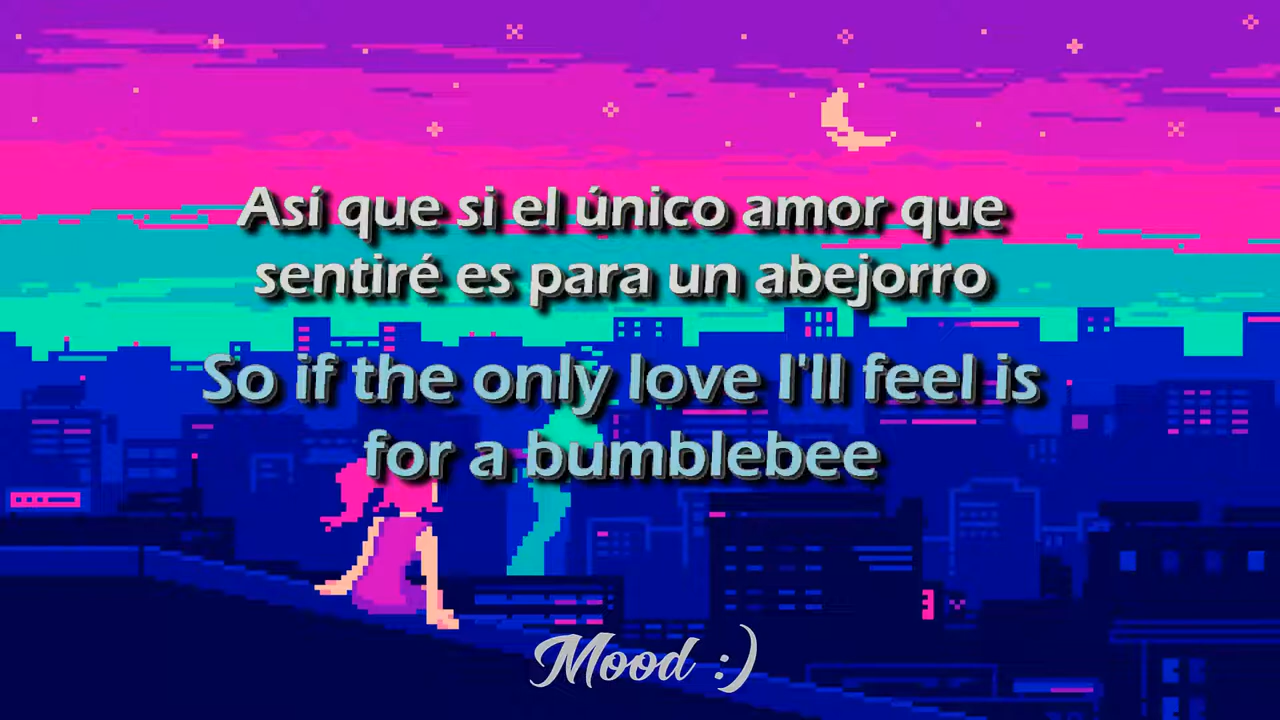 Así que si el único amor que
sentiré es para un abejorro
So if the only love I'll feel is
for a bumblebee
Mood :)